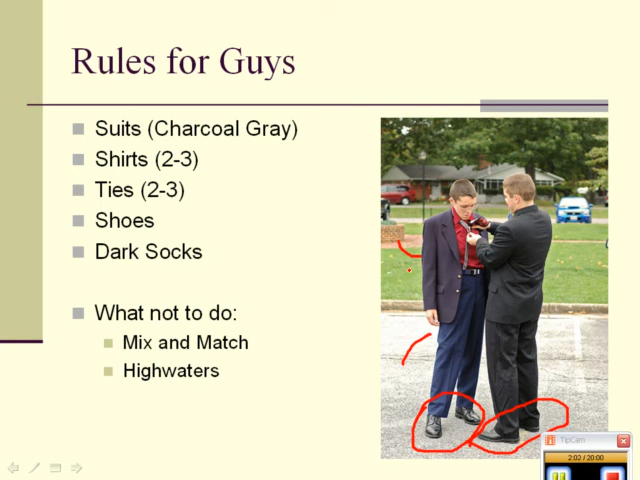 Rules for Guys
Suits (Charcoal Gray)
Shirts (2-3)
Ties (2-3)
Shoes
Dark Socks
What not to do:
Mix and Match
Highwaters
TipCam
2:02 / 20:00